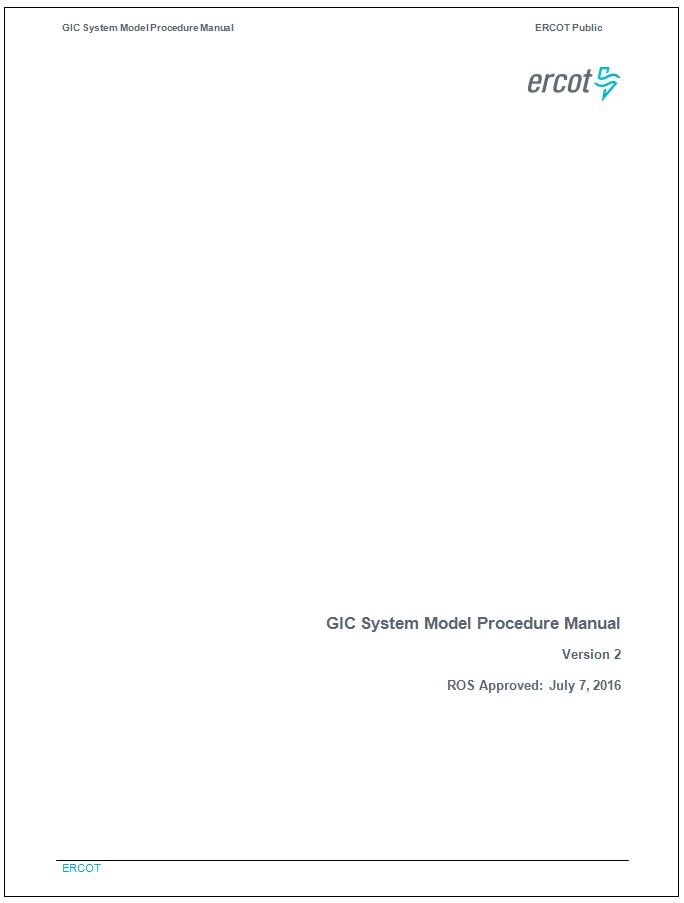 GIC System Model Procedure Manual ERCOT Public
ercot
GIC System Model Procedure Manual
Version 2
ROS Approved: July 7, 2016
ERCOT